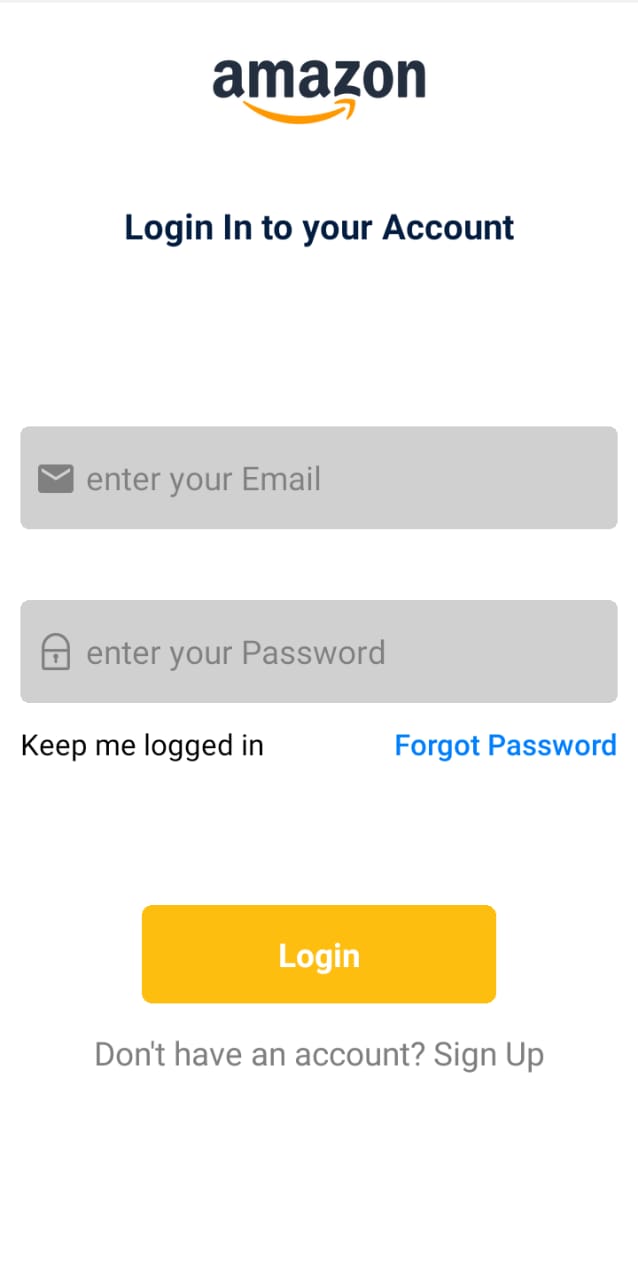 amazon
Login In to your Account
enter your Email
enter your Password
Keep me logged in Forgot Password
Login
Don't have an account? Sign Up